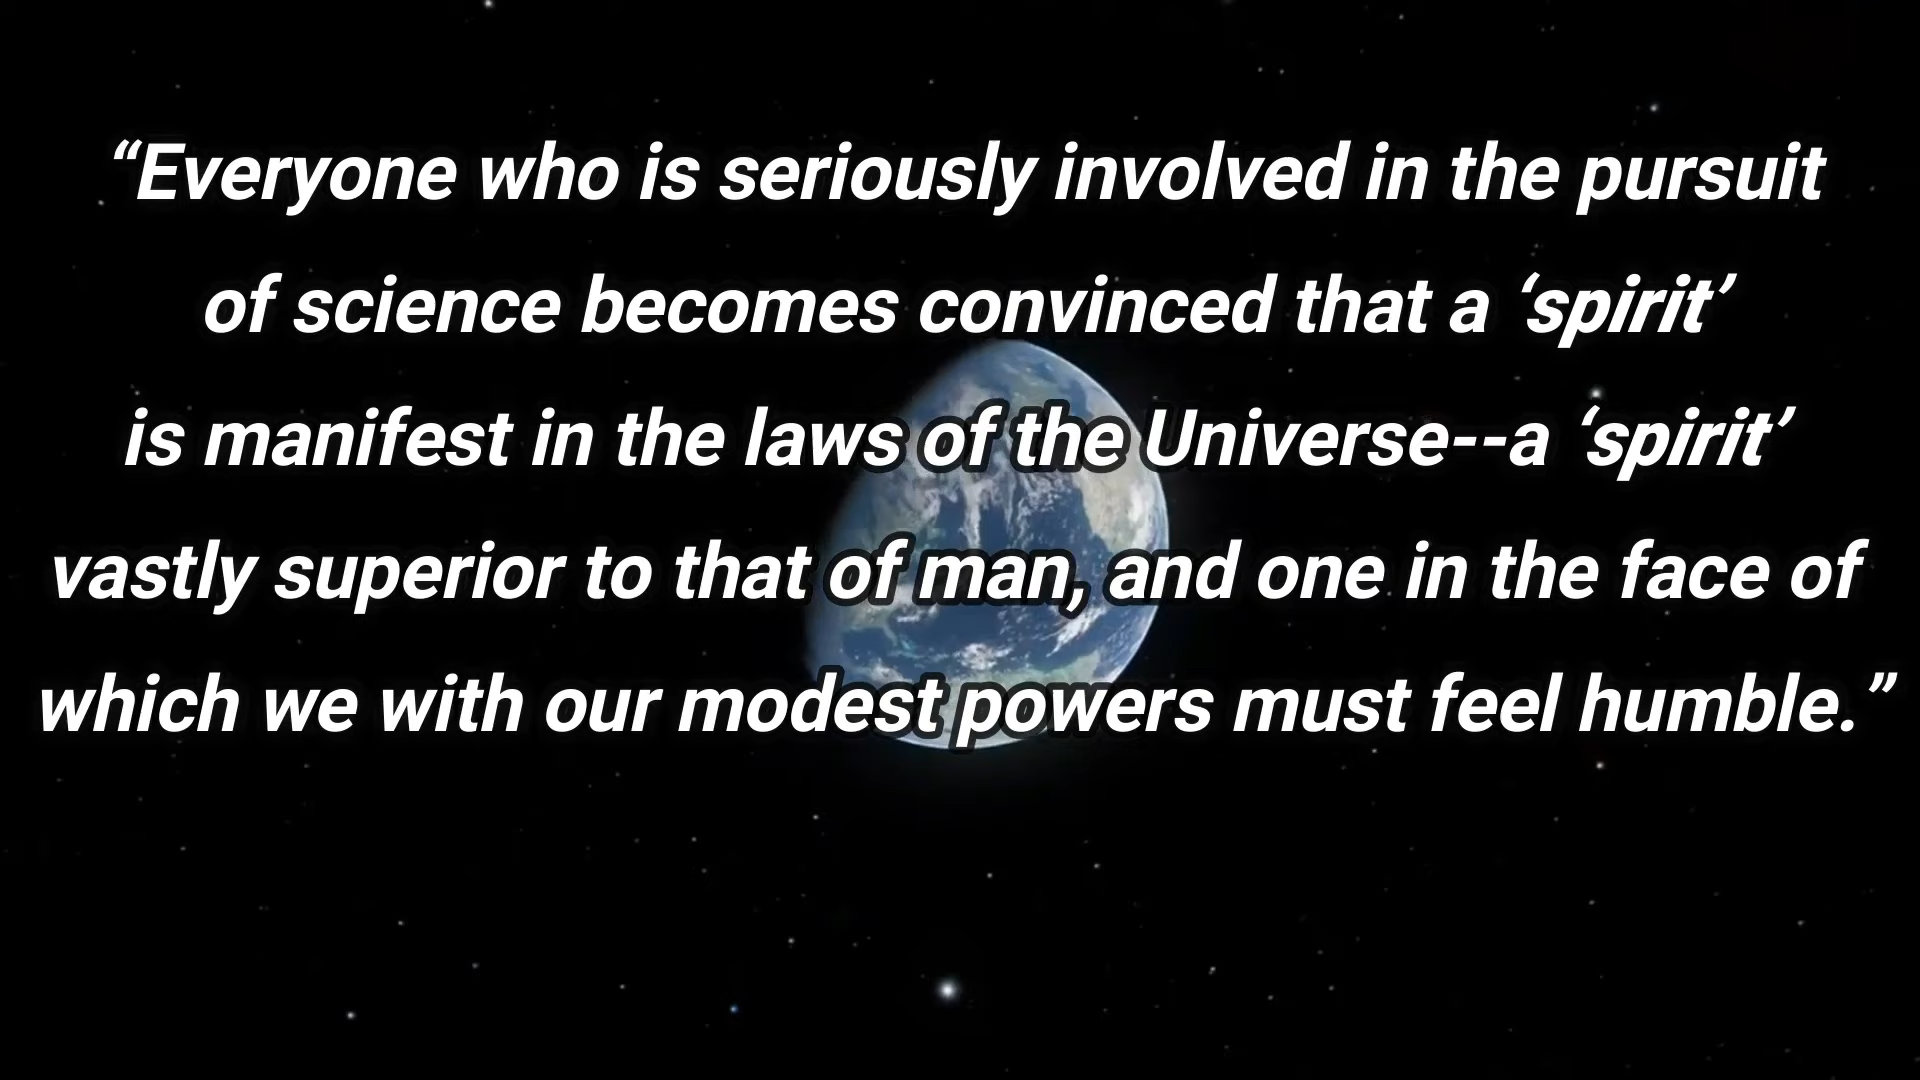 “Everyone who is seriously involved in the pursuit
of science becomes convinced that a ‘spirit’
is manifest in the laws of the Universe--a ‘spirit’
vastly superior to that of man, and one in the face of
which we with our modest powers must feel humble.”